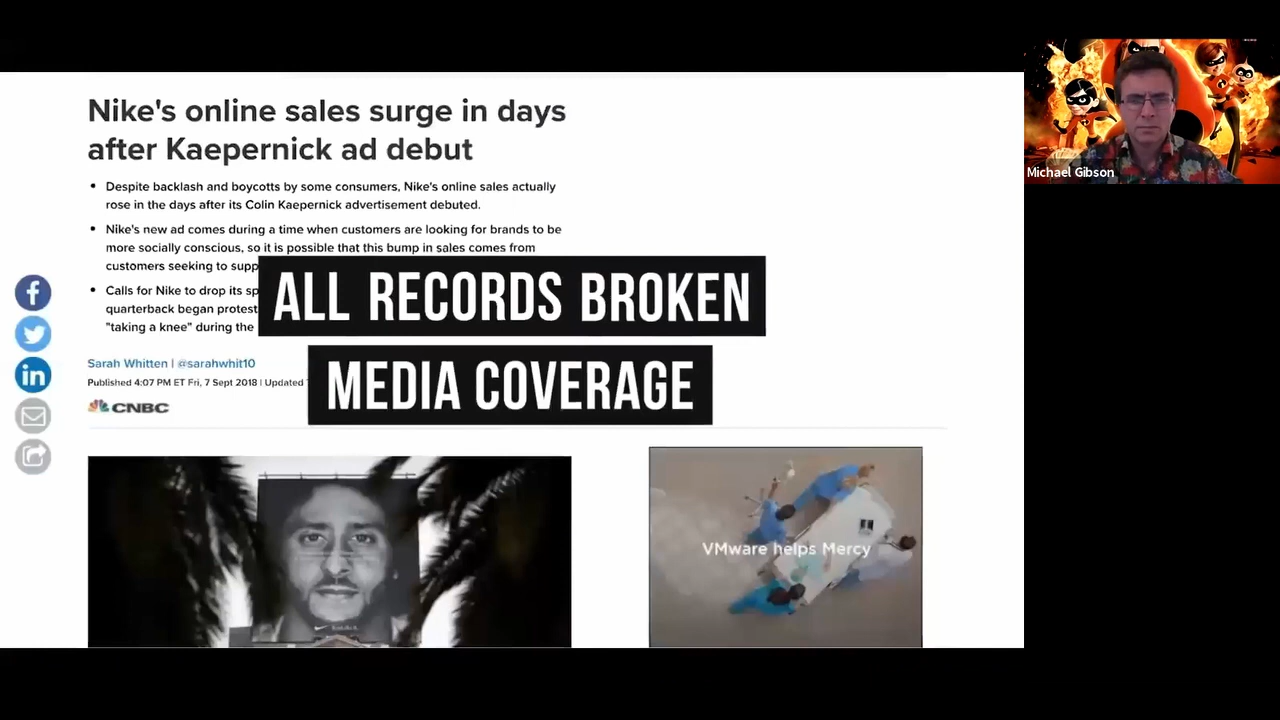 Nike's online sales surge in days
after Kaepernick ad debut
Despite backlash and boycotts by some consumers, Nike's online sales actually
rose in the days after its Colin Kaepernick advertisement debuted.
Nike's new ad comes during a time when customers are looking for brands to be
more socially conscious, so it is possible that this bump in sales comes from
customers seeking to supp
Calls for Nike to drop its sp
quarterback began protest
"taking a knee" during the
ALL RECORDS BROKEN
MEDIA COVERAGE
Sarah Whitten | @sarahwhit10
Published 4:07 PM ET Fri, 7 Sept 2018 | Updated
CNBC
VMware helps Mercy
Michael Gibson